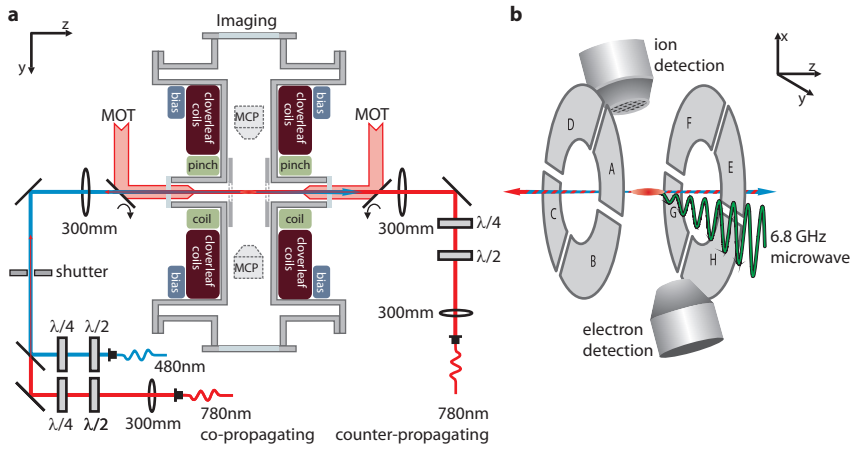 a
Imaging
z
y
MOT
MOT
bias
cloverleaf
coils
MCP
cloverleaf
coils
bias
pinch
pinch
300mm
300mm
coil
coil
bias
cloverleaf
coils
MCP
cloverleaf
coils
bias
λ/4
λ/2
shutter
300mm
λ/4
λ/2
480nm
λ/4
λ/2
300mm
780nm
co-propagating
780nm
counter-propagating
b
ion
detection
x
z
y
D
A
C
B
F
E
G
H
6.8 GHz
microwave
electron
detection